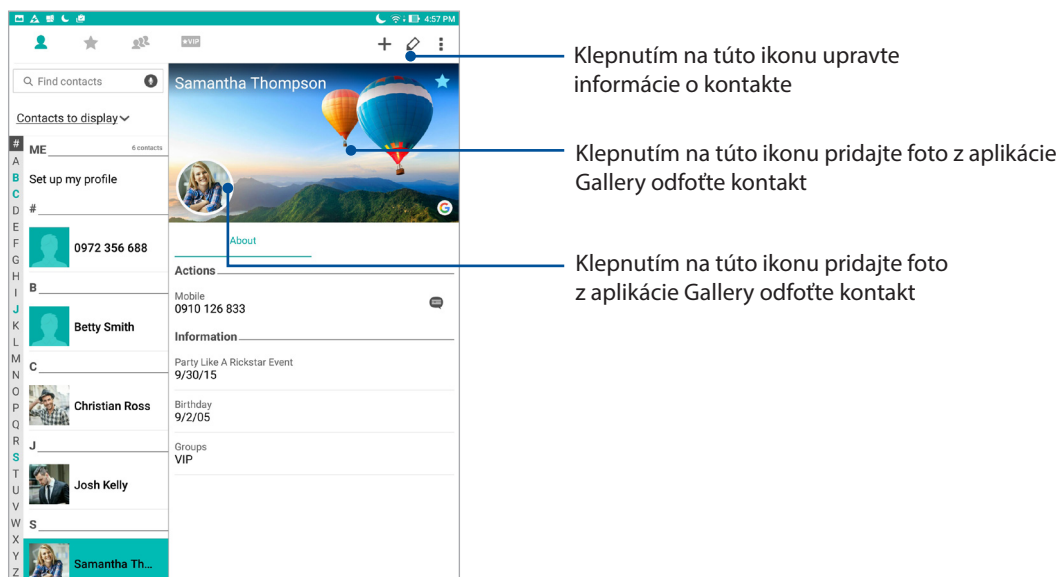 4:57 PM
VIP
Find contacts
Contacts to display
#
A
B
C
D
E
F
G
H
I
J
K
L
M
N
O
P
Q
R
S
T
U
V
W
X
Y
Z
ME 6 contacts
Set up my profile
#
0972 356 688
B
Betty Smith
C
Christian Ross
J
Josh Kelly
S
Samantha Th...
Samantha Thompson
G
About
Actions
Mobile
0910 126 833
Information
Party Like A Rickstar Event
9/30/15
Birthday
9/2/05
Groups
VIP
Klepnutím na túto ikonu upravte
informácie o kontakte
Klepnutím na túto ikonu pridajte foto z aplikácie
Gallery odfoťte kontakt
Klepnutím na túto ikonu pridajte foto
z aplikácie Gallery odfoťte kontakt